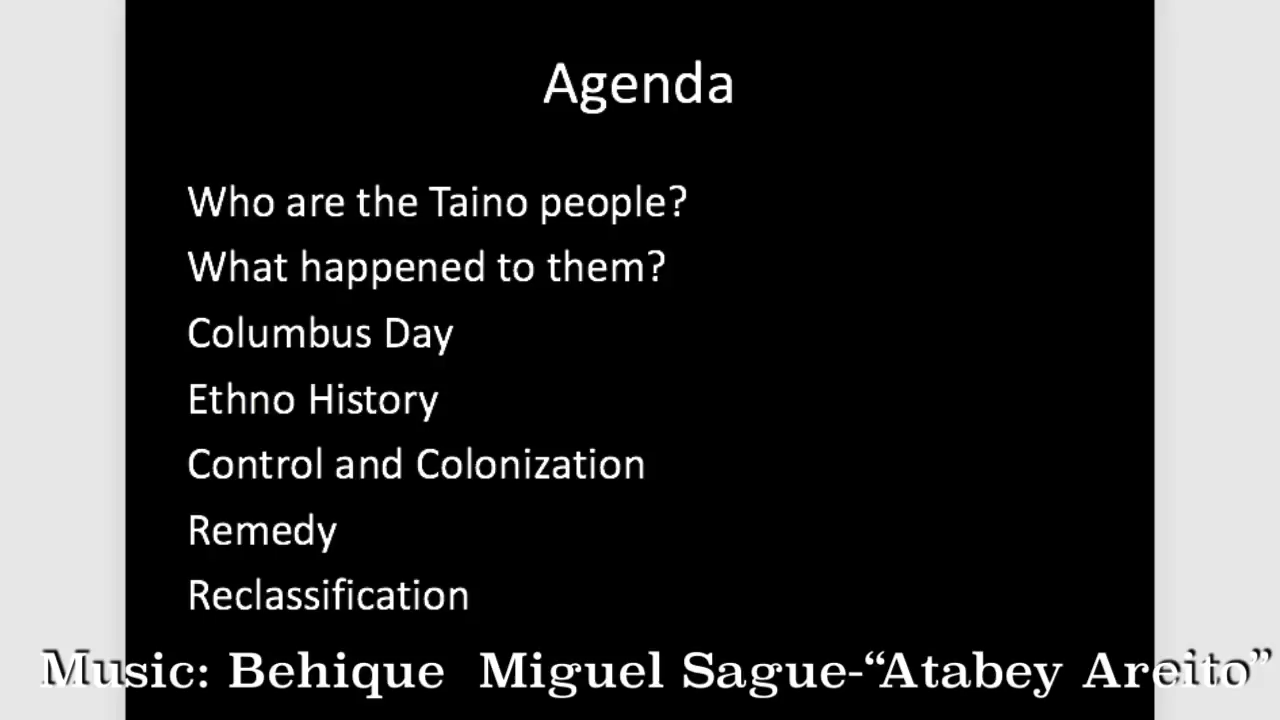 Agenda
Who are the Taino people?
What happened to them?
Columbus Day
Ethno History
Control and Colonization
Remedy
Reclassification
Music: Behique  Miguel Sague-“Atabey Areito”